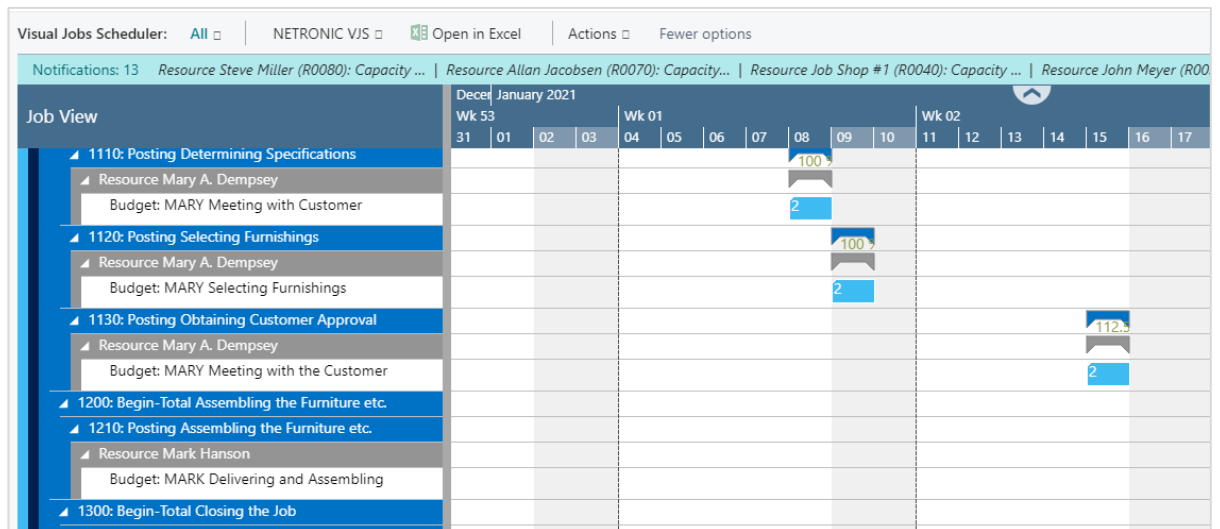 Visual Jobs Scheduler: All NETRONIC VJS Open in Excel Actions Fewer options
Notifications: 13 Resource Steve Miller (R0080): Capacity ... | Resource Allan Jacobsen (R0070): Capacity... | Resource Job Shop #1 (R0040): Capacity ... | Resource John Meyer (R00
Job View
Decer January 2021
Wk 53 Wk 01 Wk 02
31 01 02 03 04 05 06 07 08 09 10 11 12 13 14 15 16 17
1110: Posting Determining Specifications 100 %
Resource Mary A. Dempsey
Budget: MARY Meeting with Customer 2
1120: Posting Selecting Furnishings 100 %
Resource Mary A. Dempsey
Budget: MARY Selecting Furnishings 2
1130: Posting Obtaining Customer Approval 112.5
Resource Mary A. Dempsey
Budget: MARY Meeting with the Customer 2
1200: Begin-Total Assembling the Furniture etc.
1210: Posting Assembling the Furniture etc.
Resource Mark Hanson
Budget: MARK Delivering and Assembling
1300: Begin-Total Closing the Job